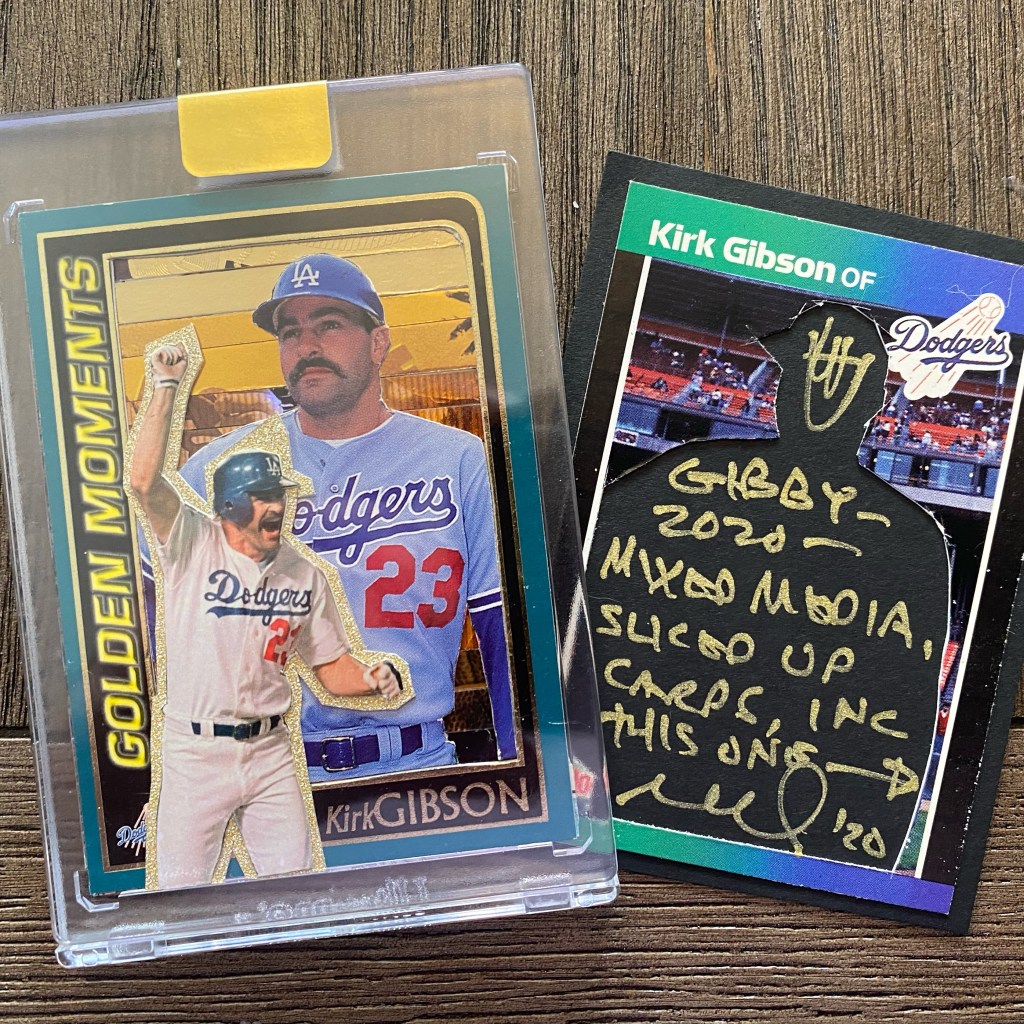 GOLDEN MOMENTS
LA
Dodgers
23
LA
Dodgers
Kirk GIBSON
Kirk Gibson OF
Dodgers
GIBBY-
2020 —
MIXED MEDIA,
SLICED UP
CARDS, INC
THIS ONE →
'20